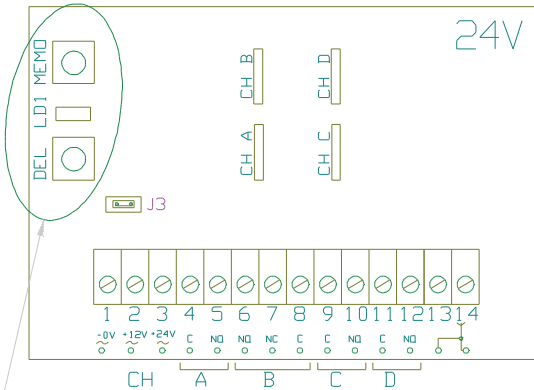 24V
MEMO
LD1
DEL
CH B
CH D
CH A
CH C
J3
1 2 3 4 5 6 7 8 9 10 11 12 13 14
-0V +12V +24V C NO NO NC C C NO C NO
CH A B C D